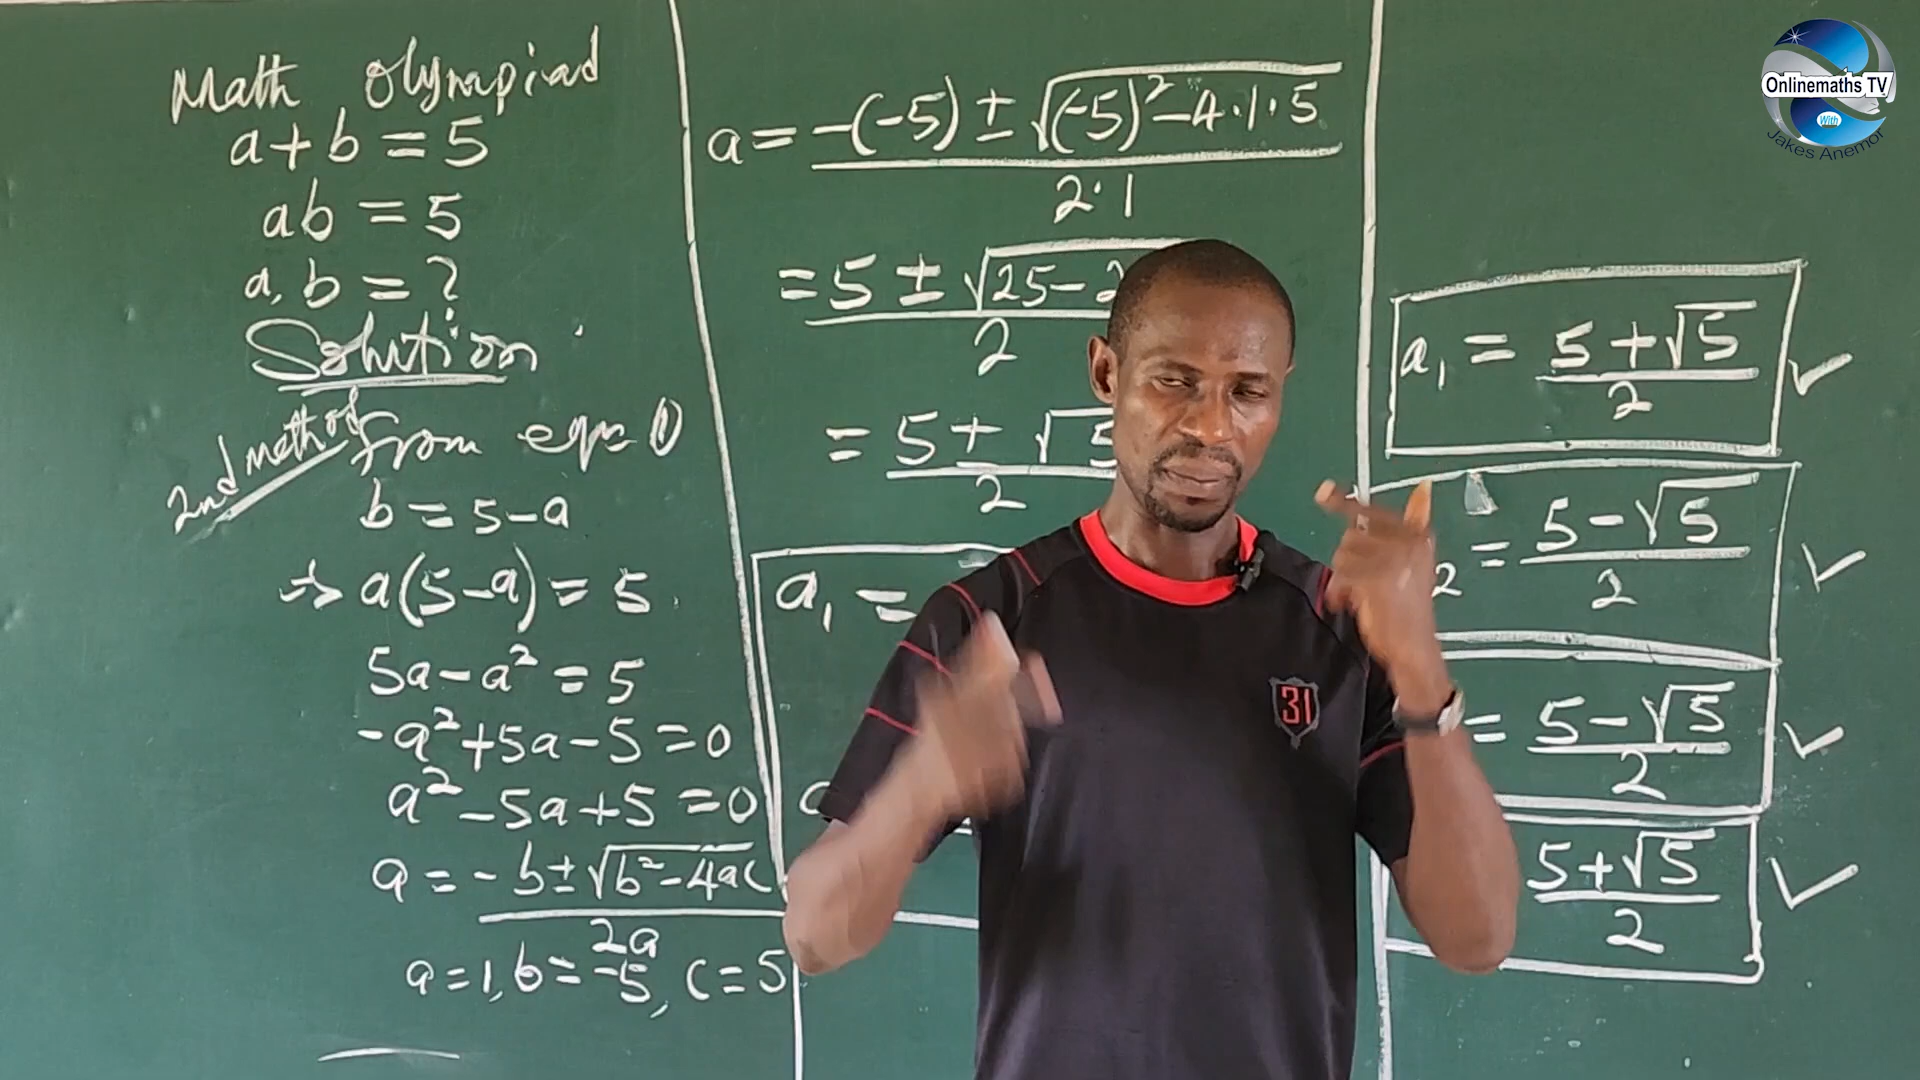 Math Olympiad
a + b = 5
ab = 5
a, b = ?
Solution
2nd method
from eqn ①
b = 5 - a
⇒ a(5 - a) = 5
5a - a² = 5
-a² + 5a - 5 = 0
a² - 5a + 5 = 0
a = -b ± √b² - 4ac
2a
a = 1, b = -5, c = 5
a = -(-5) ± √(-5)² - 4·1·5
2·1
= 5 ± √25 - 2
2
= 5 ± √5
2
a₁ =
a₁ = 5 + √5
2
2 = 5 - √5
2
= 5 - √5
2
5 + √5
2
31
Onlinemaths TV
With
Jakes Anemor